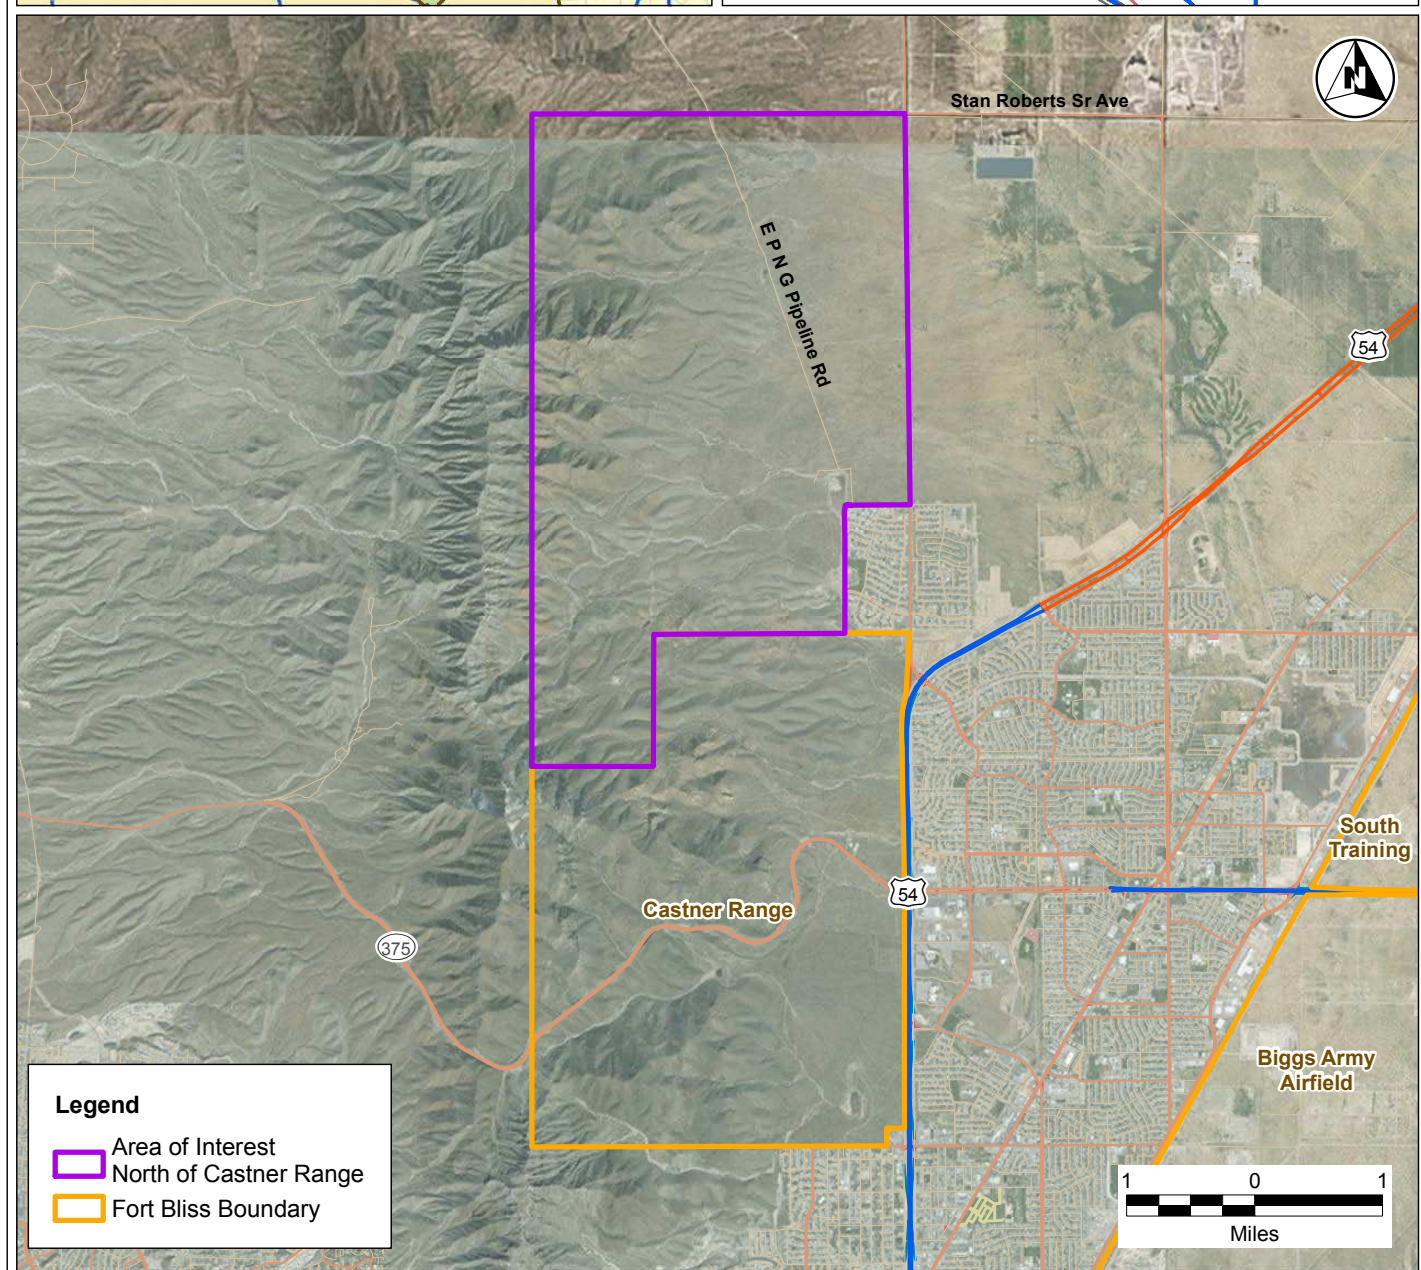 N
Stan Roberts Sr Ave
E P N G Pipeline Rd
54
South
Training
54
Castner Range
375
Biggs Army
Airfield
Legend
Area of Interest
North of Castner Range
Fort Bliss Boundary
1 0 1
Miles